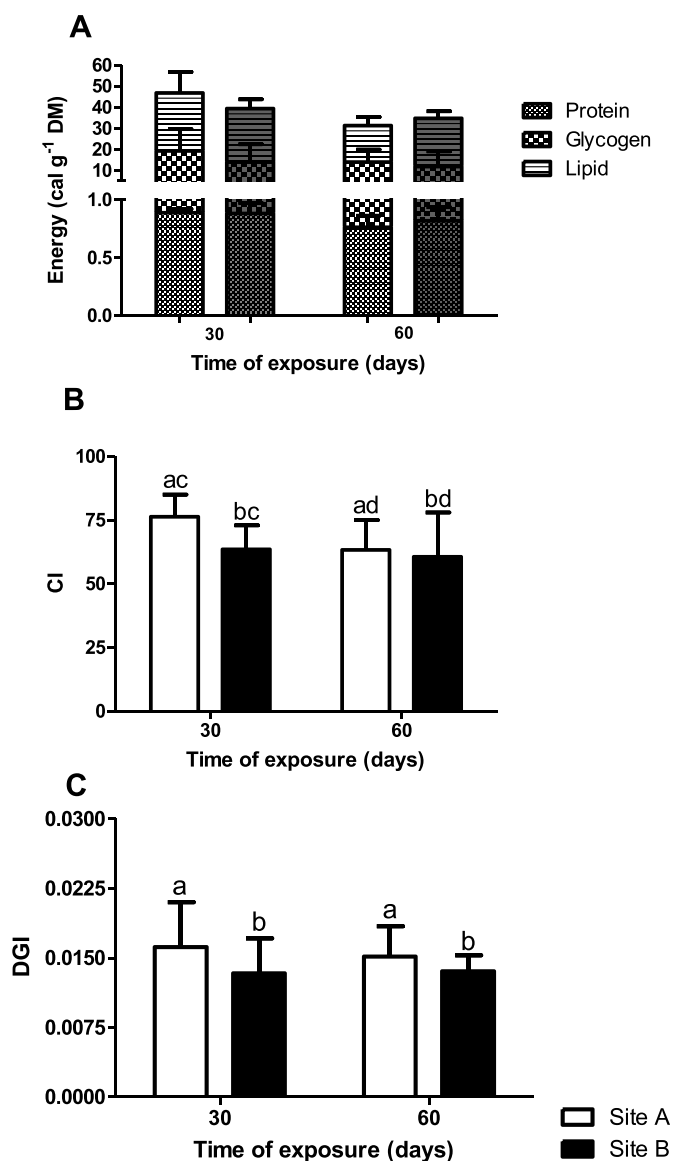 A
60
50
40
30
20
10
1.0
0.5
0.0
Energy (cal g-1 DM)
30 60
Time of exposure (days)
Protein
Glycogen
Lipid
B
100
75
50
25
0
CI
ac bc ad bd
30 60
Time of exposure (days)
C
0.0300
0.0225
0.0150
0.0075
0.0000
DGI
a b a b
30 60
Time of exposure (days)
Site A
Site B